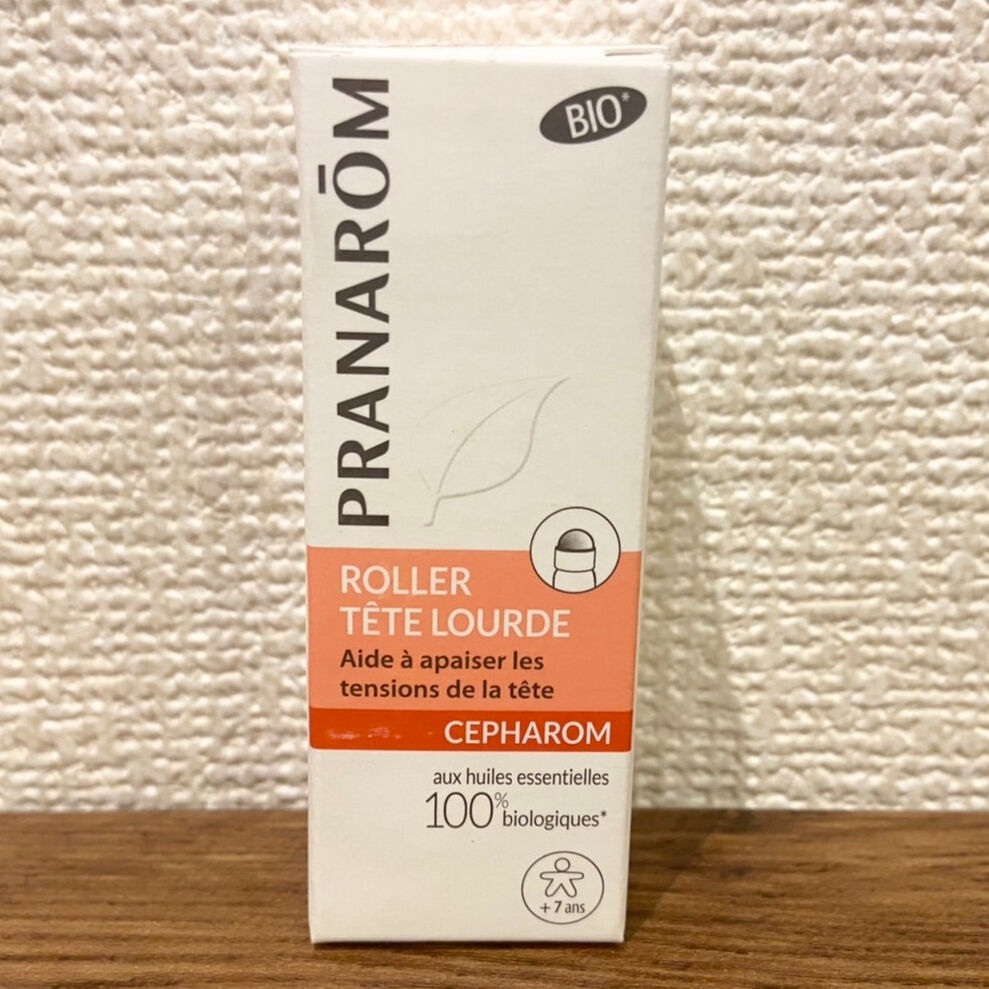 PRANARŌM
BIO*
ROLLER
TÊTE LOURDE
Aide à apaiser les
tensions de la tête
CEPHAROM
aux huiles essentielles
100% biologiques*
+ 7 ans